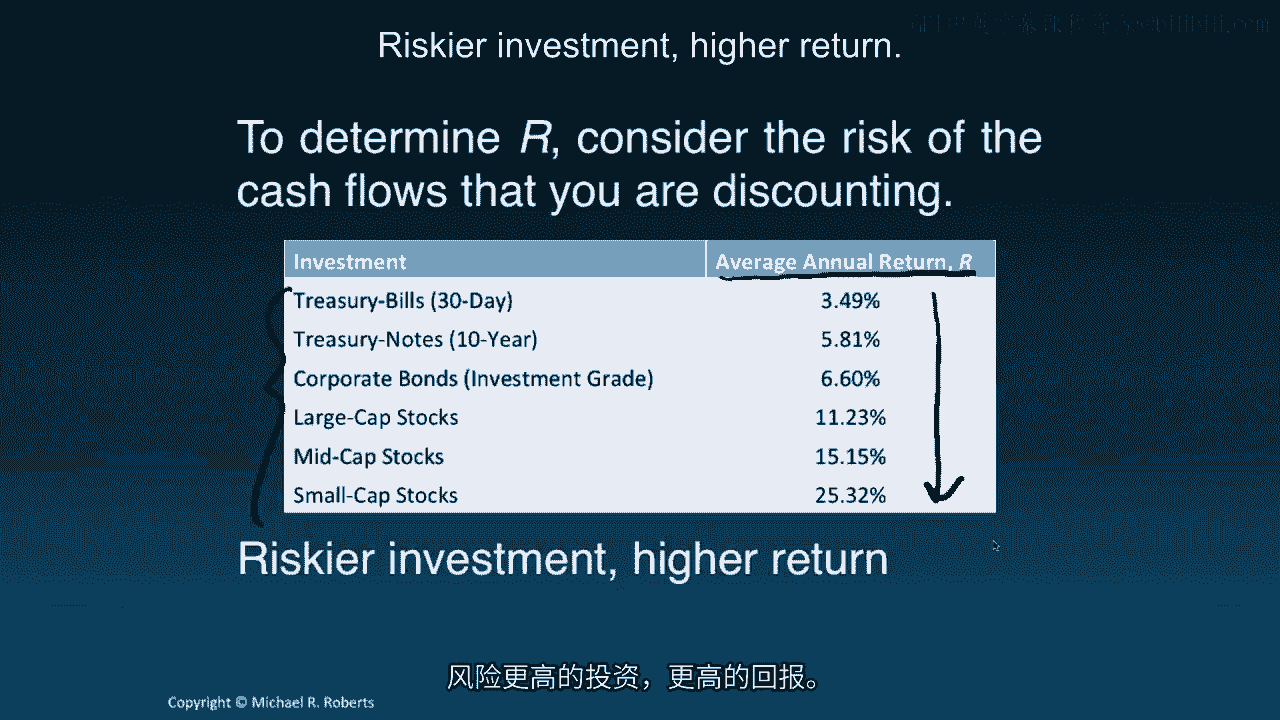 Riskier investment, higher return.
To determine R, consider the risk of the
cash flows that you are discounting.
Investment Average Annual Return, R
Treasury-Bills (30-Day) 3.49%
Treasury-Notes (10-Year) 5.81%
Corporate Bonds (Investment Grade) 6.60%
Large-Cap Stocks 11.23%
Mid-Cap Stocks 15.15%
Small-Cap Stocks 25.32%
Riskier investment, higher return
风险更高的投资，更高的回报。
Copyright © Michael R. Roberts